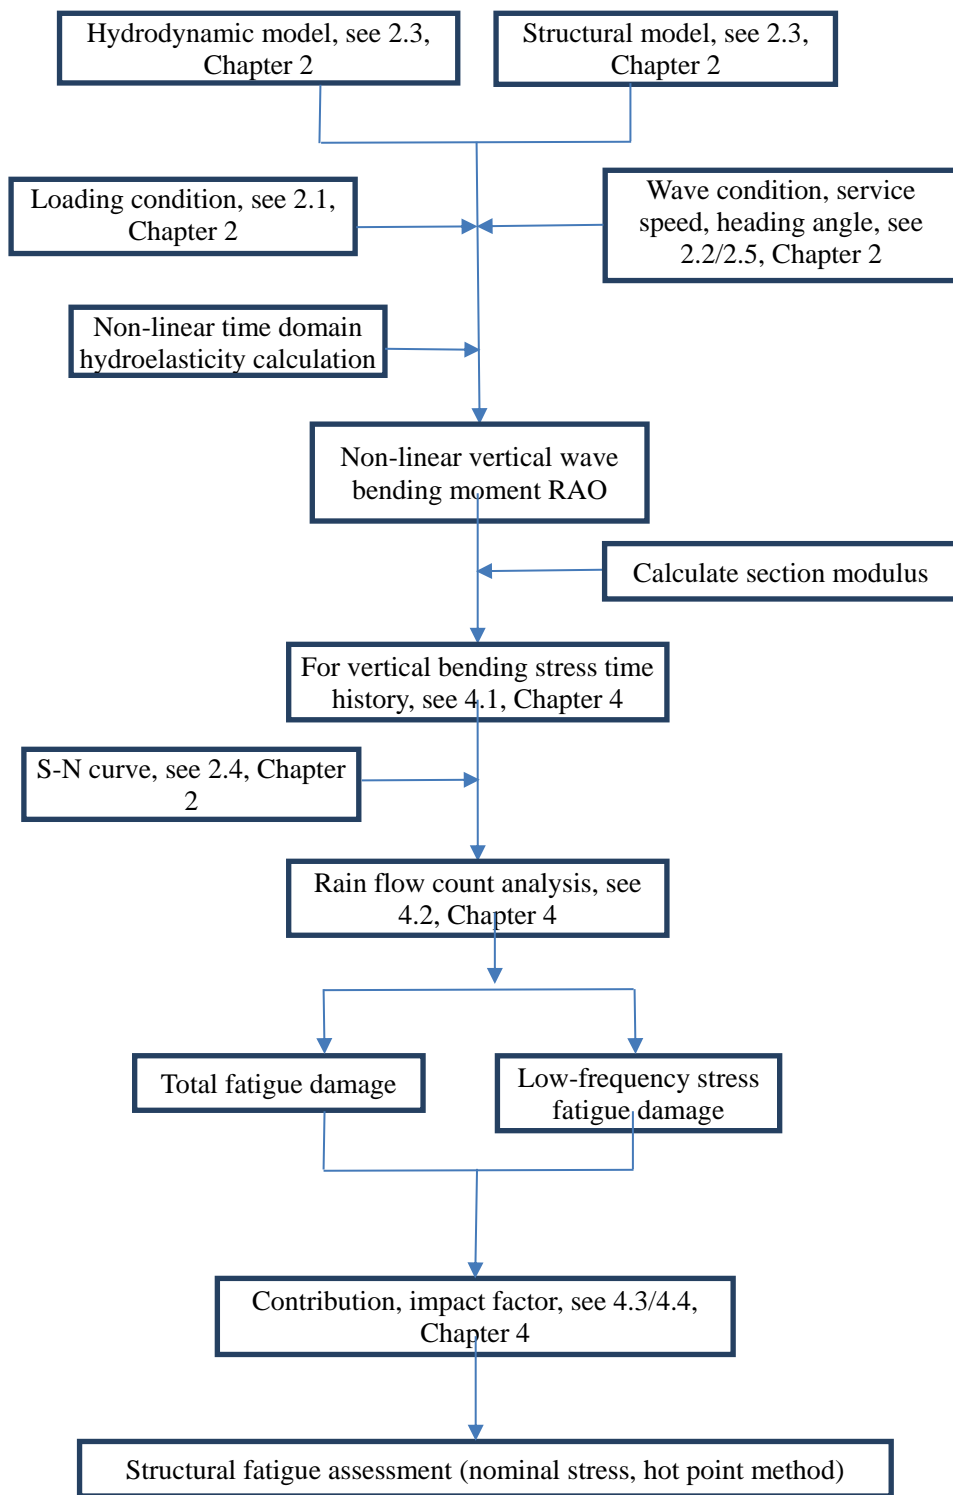 Hydrodynamic model, see 2.3,
Chapter 2
Structural model, see 2.3,
Chapter 2
Loading condition, see 2.1,
Chapter 2
Wave condition, service
speed, heading angle, see
2.2/2.5, Chapter 2
Non-linear time domain
hydroelasticity calculation
Non-linear vertical wave
bending moment RAO
Calculate section modulus
For vertical bending stress time
history, see 4.1, Chapter 4
S-N curve, see 2.4, Chapter
2
Rain flow count analysis, see
4.2, Chapter 4
Total fatigue damage
Low-frequency stress
fatigue damage
Contribution, impact factor, see 4.3/4.4,
Chapter 4
Structural fatigue assessment (nominal stress, hot point method)